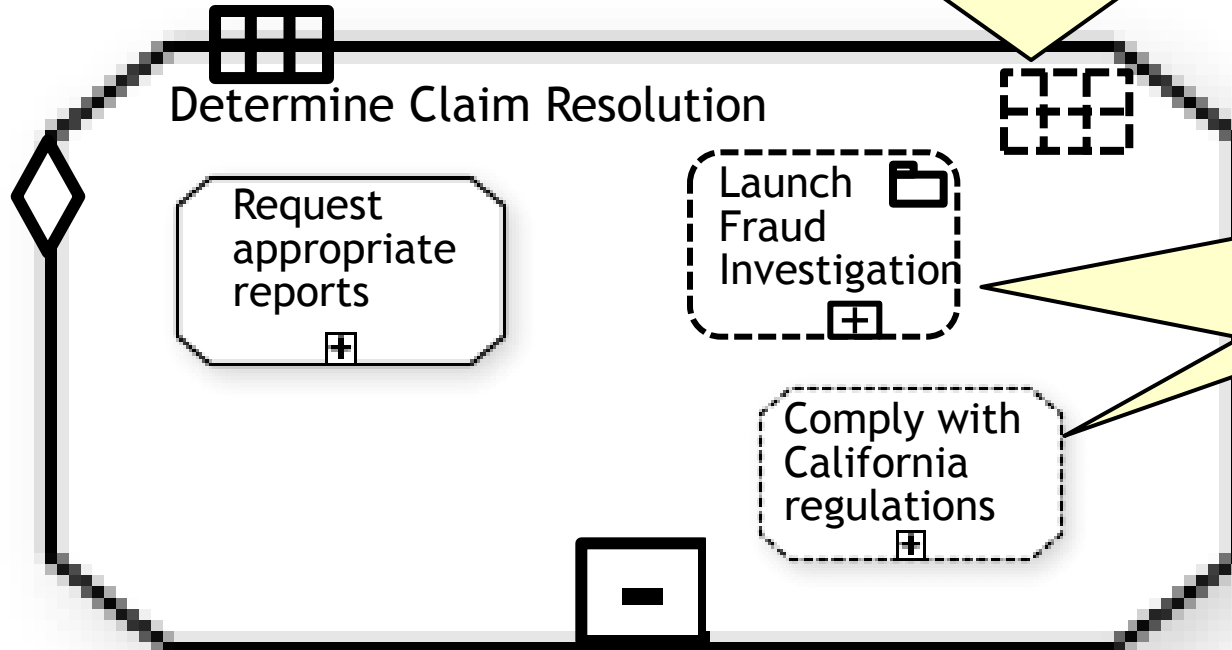 Determine Claim Resolution
Request
appropriate
reports
Launch
Fraud
Investigation
Comply with
California
regulations